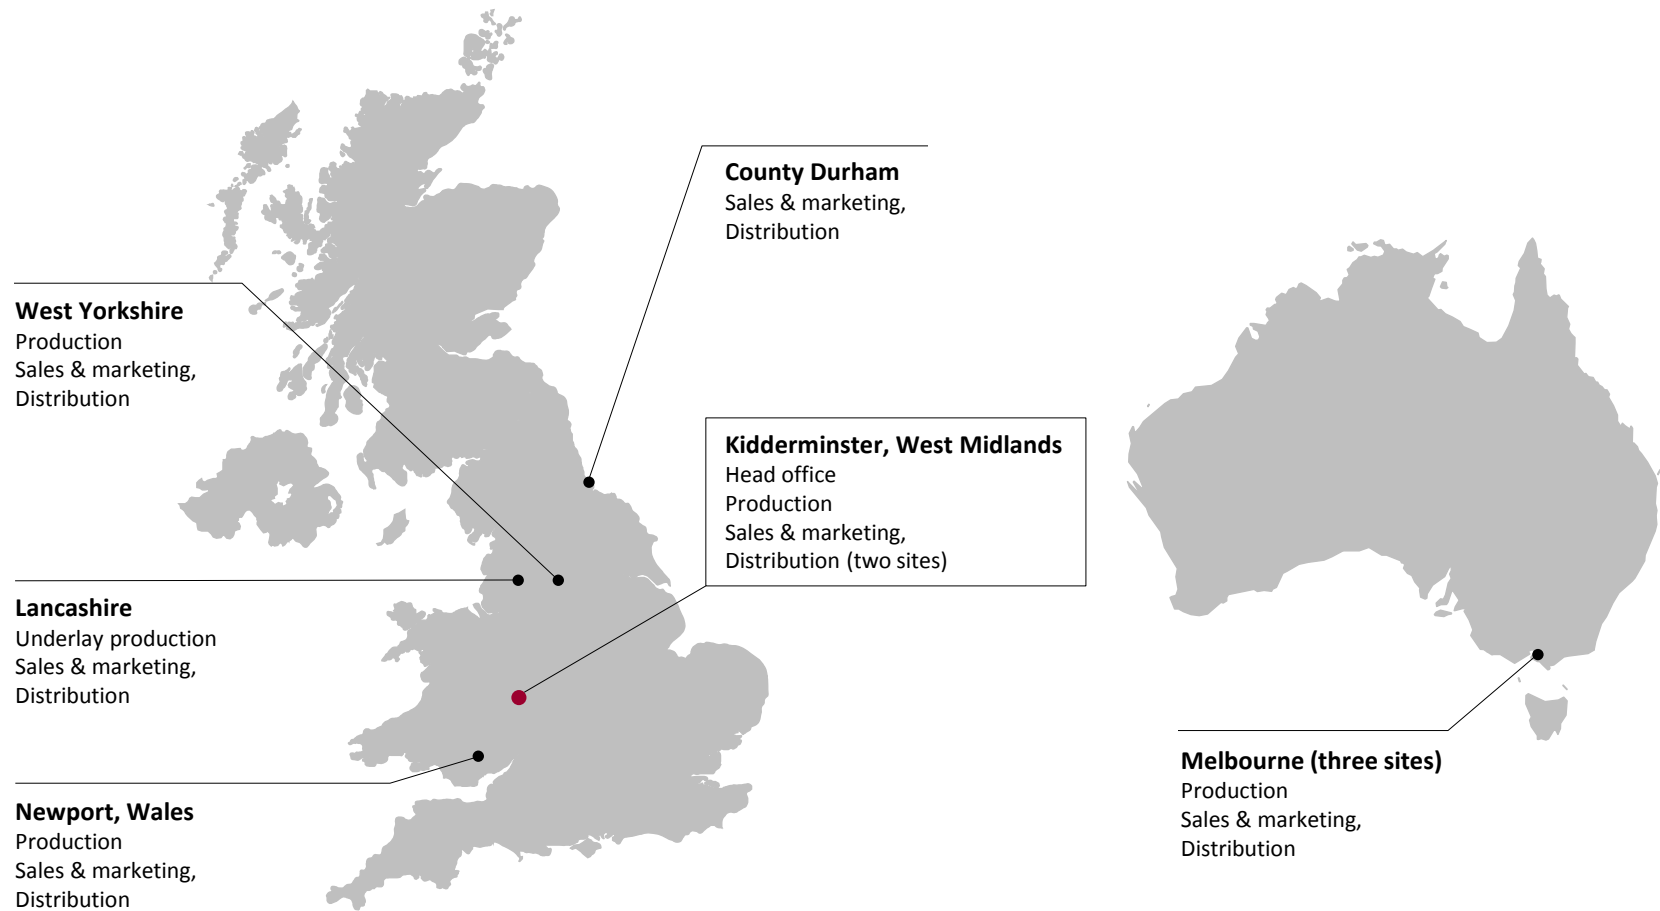 County Durham
Sales & marketing,
Distribution
West Yorkshire
Production
Sales & marketing,
Distribution
Kidderminster, West Midlands
Head office
Production
Sales & marketing,
Distribution (two sites)
Lancashire
Underlay production
Sales & marketing,
Distribution
Newport, Wales
Production
Sales & marketing,
Distribution
Melbourne (three sites)
Production
Sales & marketing,
Distribution